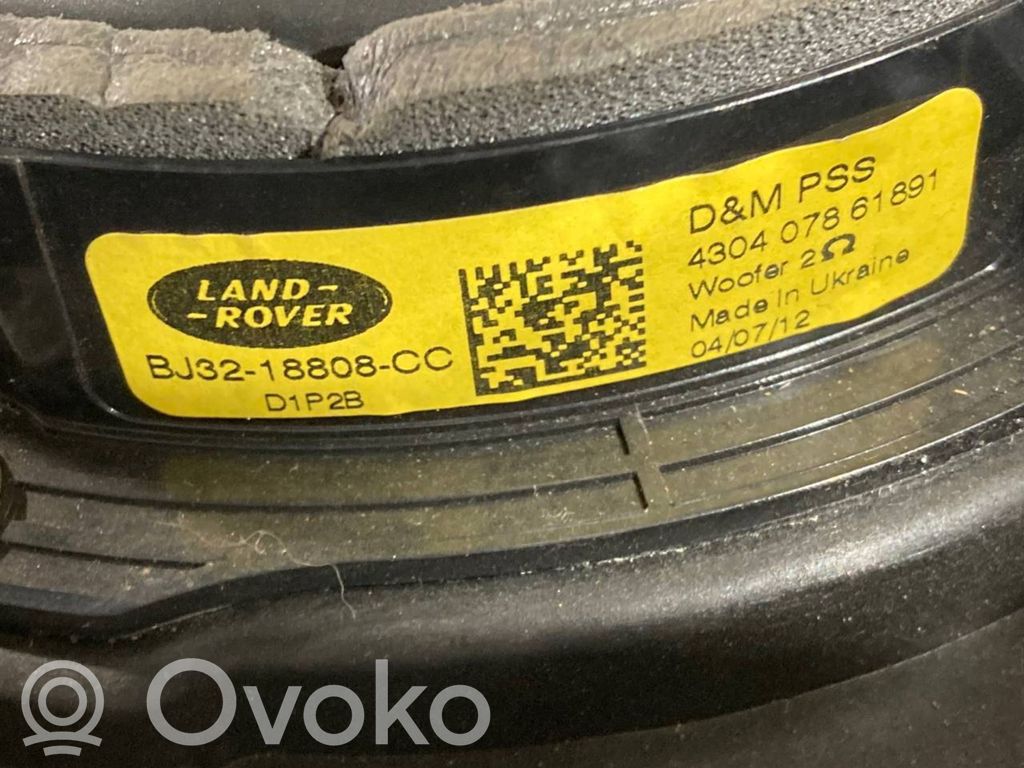 LAND-
-ROVER
BJ32-18808-CC
D1P2B
D&M PSS
4304 078 61891
Woofer 2Ω
Made In Ukraine
04/07/12
Ovoko